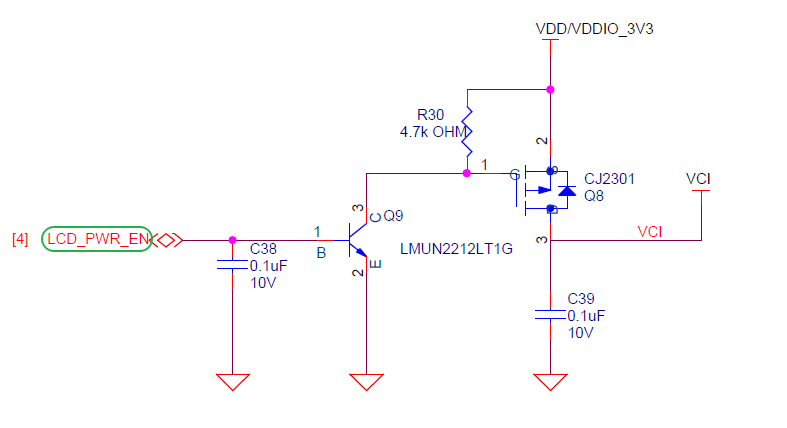 VDD/VDDIO_3V3
R30
4.7k OHM
2
1
G
S
CJ2301
Q8
VCI
3
C
Q9
D
[4]
LCD_PWR_EN
1
B
C38
0.1uF
10V
2
E
LMUN2212LT1G
3
VCI
C39
0.1uF
10V